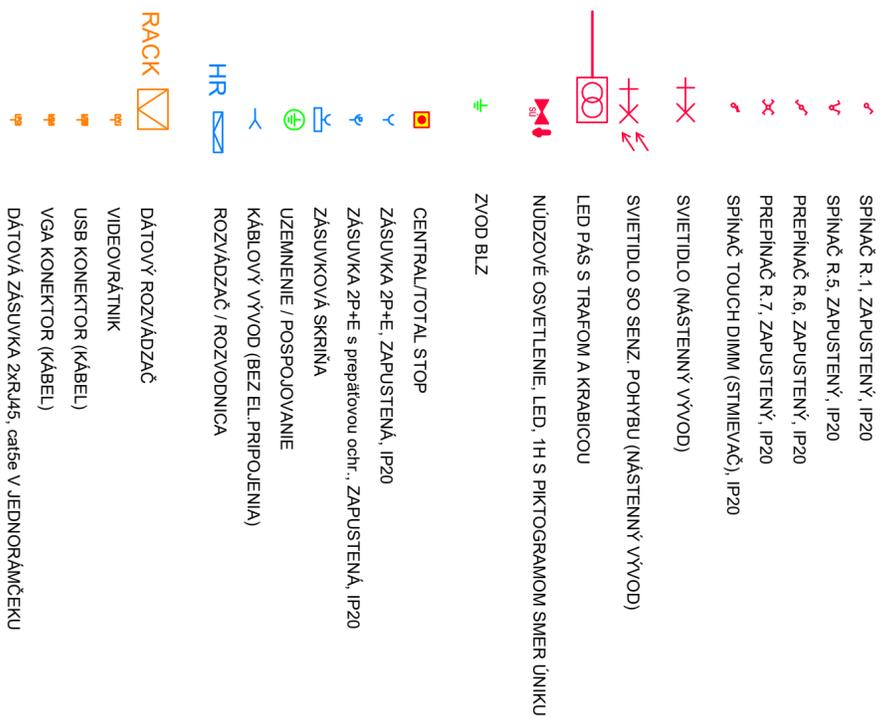 SPÍNAČ R.1, ZAPUSTENÝ, IP20
SPÍNAČ R.5, ZAPUSTENÝ, IP20
PREPÍNAČ R.6, ZAPUSTENÝ, IP20
PREPÍNAČ R.7, ZAPUSTENÝ, IP20
SPÍNAČ TOUCH DIMM (STMIEVAČ), IP20
SVIETIDLO (NÁSTENNÝ VÝVOD)
SVIETIDLO SO SENZ. POHYBU (NÁSTENNÝ VÝVOD)
LED PÁS S TRAFOM A KRABICOU
NÚDZOVÉ OSVETLENIE, LED, 1H S PIKTOGRAMOM SMER ÚNIKU
ZVOD BLZ
CENTRAL/TOTAL STOP
ZÁSUVKA 2P+E, ZAPUSTENÁ, IP20
ZÁSUVKA 2P+E s prepäťovou ochr., ZAPUSTENÁ, IP20
ZÁSUVKOVÁ SKRIŇA
UZEMNENIE / POSPOJOVANIE
KÁBLOVÝ VÝVOD (BEZ EL.PRIPOJENIA)
HR ROZVÁDZAČ / ROZVODNICA
RACK DÁTOVÝ ROZVÁDZAČ
VIDEOVRÁTNIK
USB KONEKTOR (KÁBEL)
VGA KONEKTOR (KÁBEL)
DÁTOVÁ ZÁSUVKA 2xRJ45, cat5e V JEDNORÁMČEKU